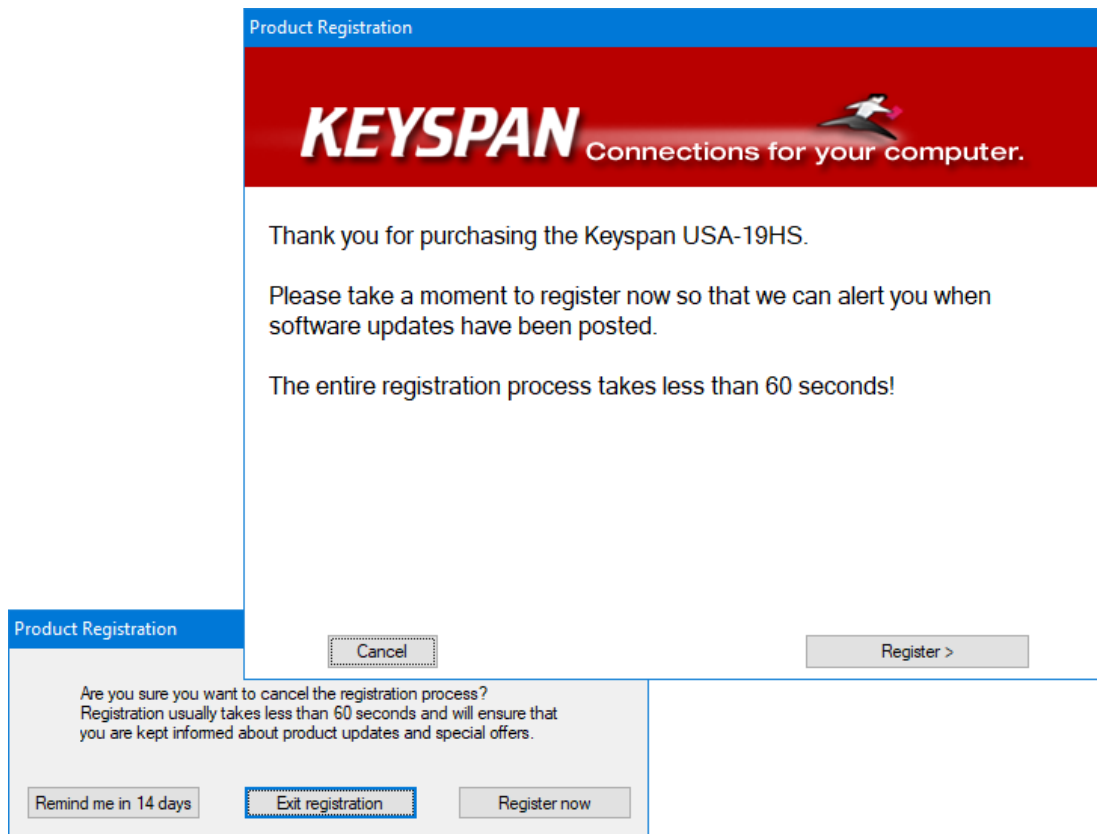 Product Registration
KEYSPAN Connections for your computer.
Thank you for purchasing the Keyspan USA-19HS.
Please take a moment to register now so that we can alert you when
software updates have been posted.
The entire registration process takes less than 60 seconds!
Cancel Register >
Product Registration
Are you sure you want to cancel the registration process?
Registration usually takes less than 60 seconds and will ensure that
you are kept informed about product updates and special offers.
Remind me in 14 days Exit registration Register now